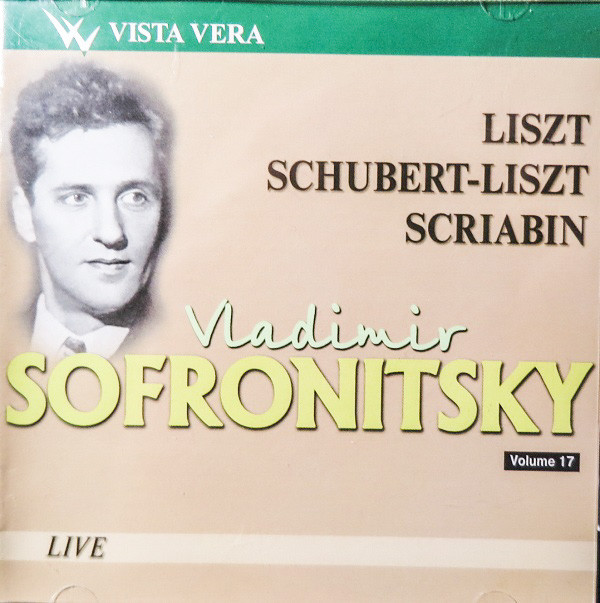 VISTA VERA
LISZT
SCHUBERT-LISZT
SCRIABIN
Vladimir
SOFRONITSKY
Volume 17
LIVE